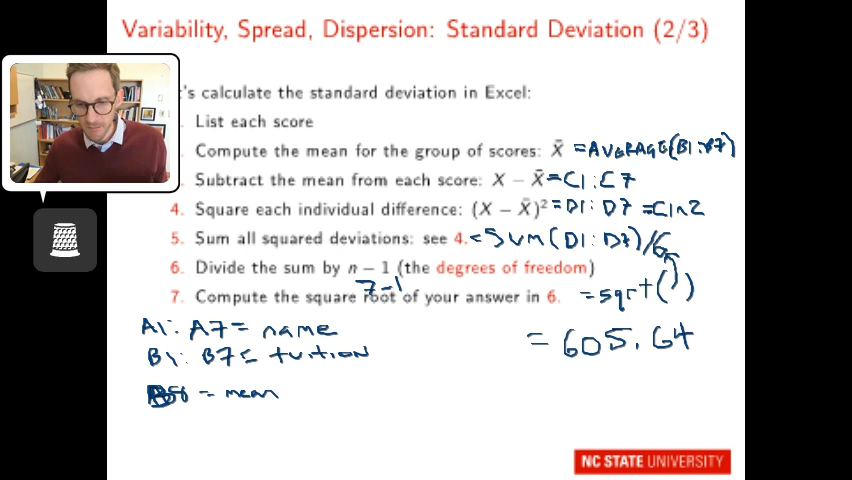 Variability, Spread, Dispersion: Standard Deviation (2/3)
's calculate the standard deviation in Excel:
. List each score
. Compute the mean for the group of scores: X̄ =AVERAGE(B1:B7)
. Subtract the mean from each score: X − X̄ =C1:C7
4. Square each individual difference: (X − X̄)² =D1:D7 =C1^2
5. Sum all squared deviations: see 4. =SUM(D1:D7)/6
6. Divide the sum by n − 1 (the degrees of freedom)
7-1
7. Compute the square root of your answer in 6. =sqrt( )
A1: A7= name
= 605.64
B1: B7= tuition
= mean
NC STATE UNIVERSITY